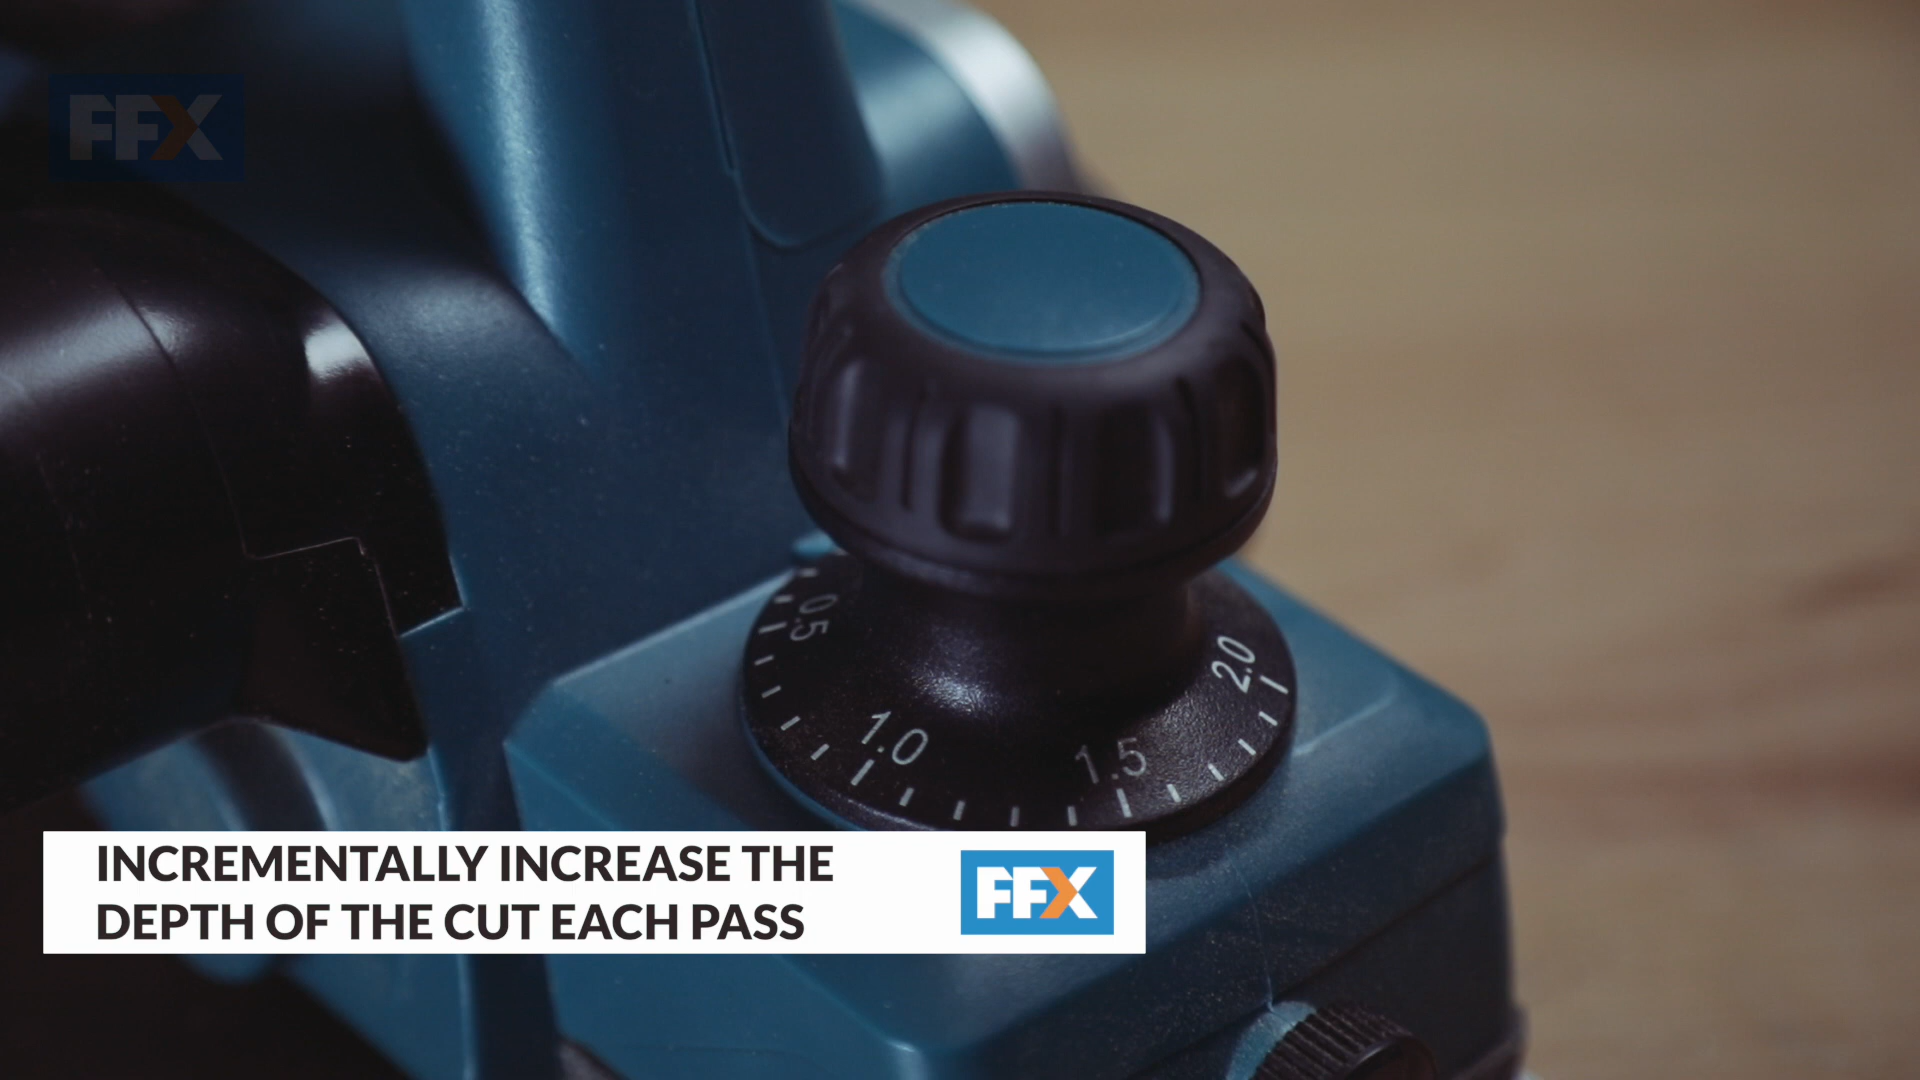 FFX
0.5
1.0
1.5
2.0
INCREMENTALLY INCREASE THE
DEPTH OF THE CUT EACH PASS
FFX